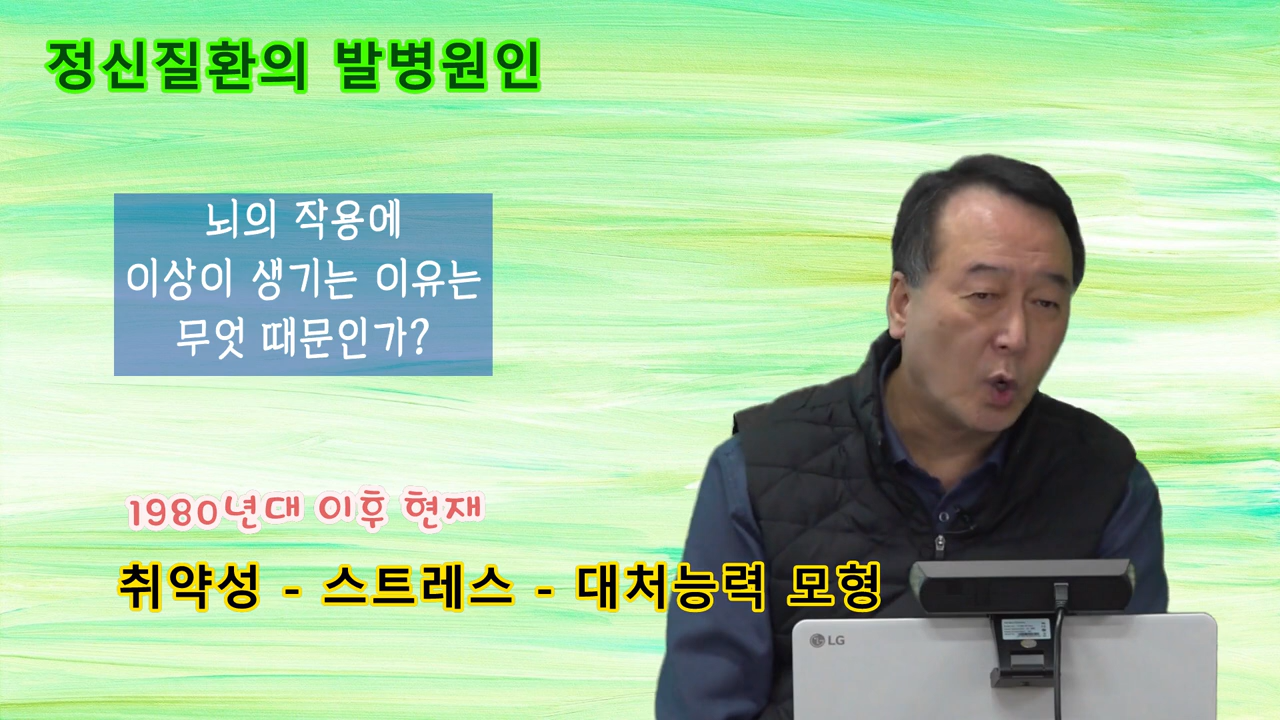 정신질환의 발병원인
뇌의 작용에
이상이 생기는 이유는
무엇 때문인가?
1980년대 이후 현재
취약성 - 스트레스 - 대처능력 모형
LG